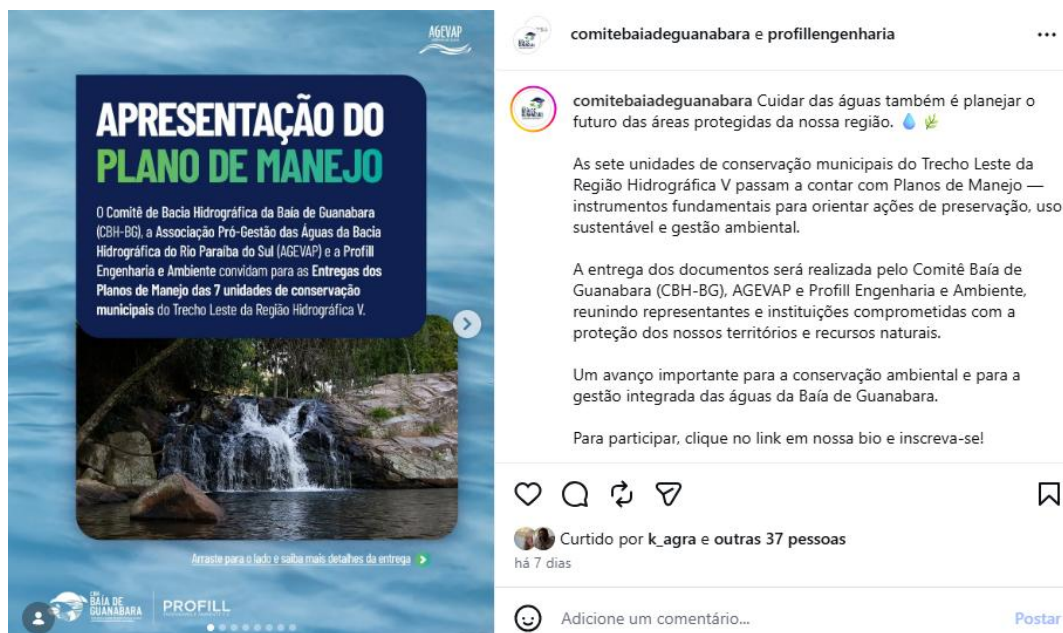 AGEVAP
APRESENTAÇÃO DO
PLANO DE MANEJO
O Comitê de Bacia Hidrográfica da Baía de Guanabara
(CBH-BG), a Associação Pró-Gestão das Águas da Bacia
Hidrográfica do Rio Paraíba do Sul (AGEVAP) e a Profill
Engenharia e Ambiente convidam para as Entregas dos
Planos de Manejo das 7 unidades de conservação
municipais do Trecho Leste da Região Hidrográfica V.
Arraste para o lado e saiba mais detalhes da entrega
BAÍA DE
GUANABARA
PROFILL
comitebaiadeguanabara e profillengenharia
comitebaiadeguanabara Cuidar das águas também é planejar o
futuro das áreas protegidas da nossa região.
As sete unidades de conservação municipais do Trecho Leste da
Região Hidrográfica V passam a contar com Planos de Manejo —
instrumentos fundamentais para orientar ações de preservação, uso
sustentável e gestão ambiental.
A entrega dos documentos será realizada pelo Comitê Baía de
Guanabara (CBH-BG), AGEVAP e Profill Engenharia e Ambiente,
reunindo representantes e instituições comprometidas com a
proteção dos nossos territórios e recursos naturais.
Um avanço importante para a conservação ambiental e para a
gestão integrada das águas da Baía de Guanabara.
Para participar, clique no link em nossa bio e inscreva-se!
Curtido por k_agra e outras 37 pessoas
há 7 dias
Adicione um comentário...
Postar